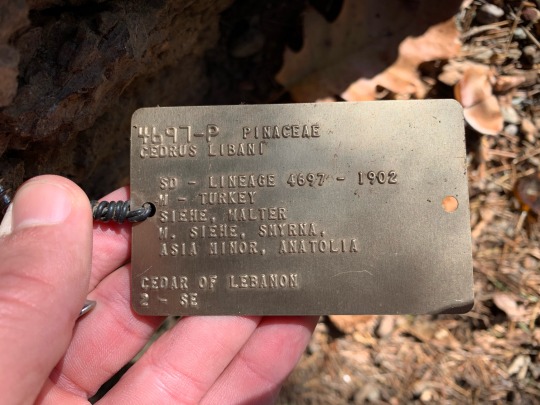 4697-P PINACEAE
CEDRUS LIBANI
SD - LINEAGE 4697 - 1902
M - TURKEY
SIEHE, WALTER
M. SIEHE, SMYRNA,
ASIA MINOR, ANATOLIA
CEDAR OF LEBANON
2 - SE